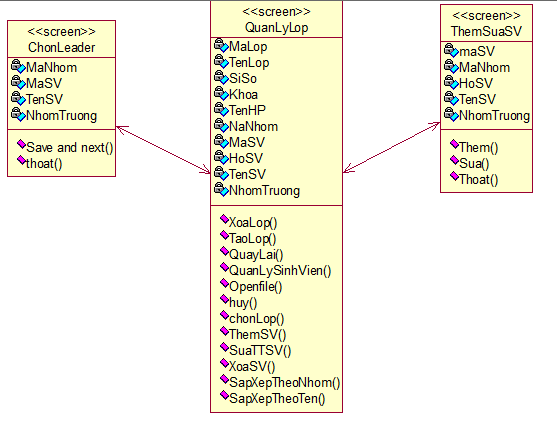 <<screen>>
ChonLeader
MaNhom
MaSV
TenSV
NhomTruong
Save and next()
thoat()
<<screen>>
QuanLyLop
MaLop
TenLop
SiSo
Khoa
TenHP
NaNhom
MaSV
HoSV
TenSV
NhomTruong
XoaLop()
TaoLop()
QuayLai()
QuanLySinhVien()
Openfile()
huy()
chonLop()
ThemSV()
SuaTTSV()
XoaSV()
SapXepTheoNhom()
SapXepTheoTen()
<<screen>>
ThemSuaSV
maSV
MaNhom
HoSV
TenSV
NhomTruong
Them()
Sua()
Thoat()